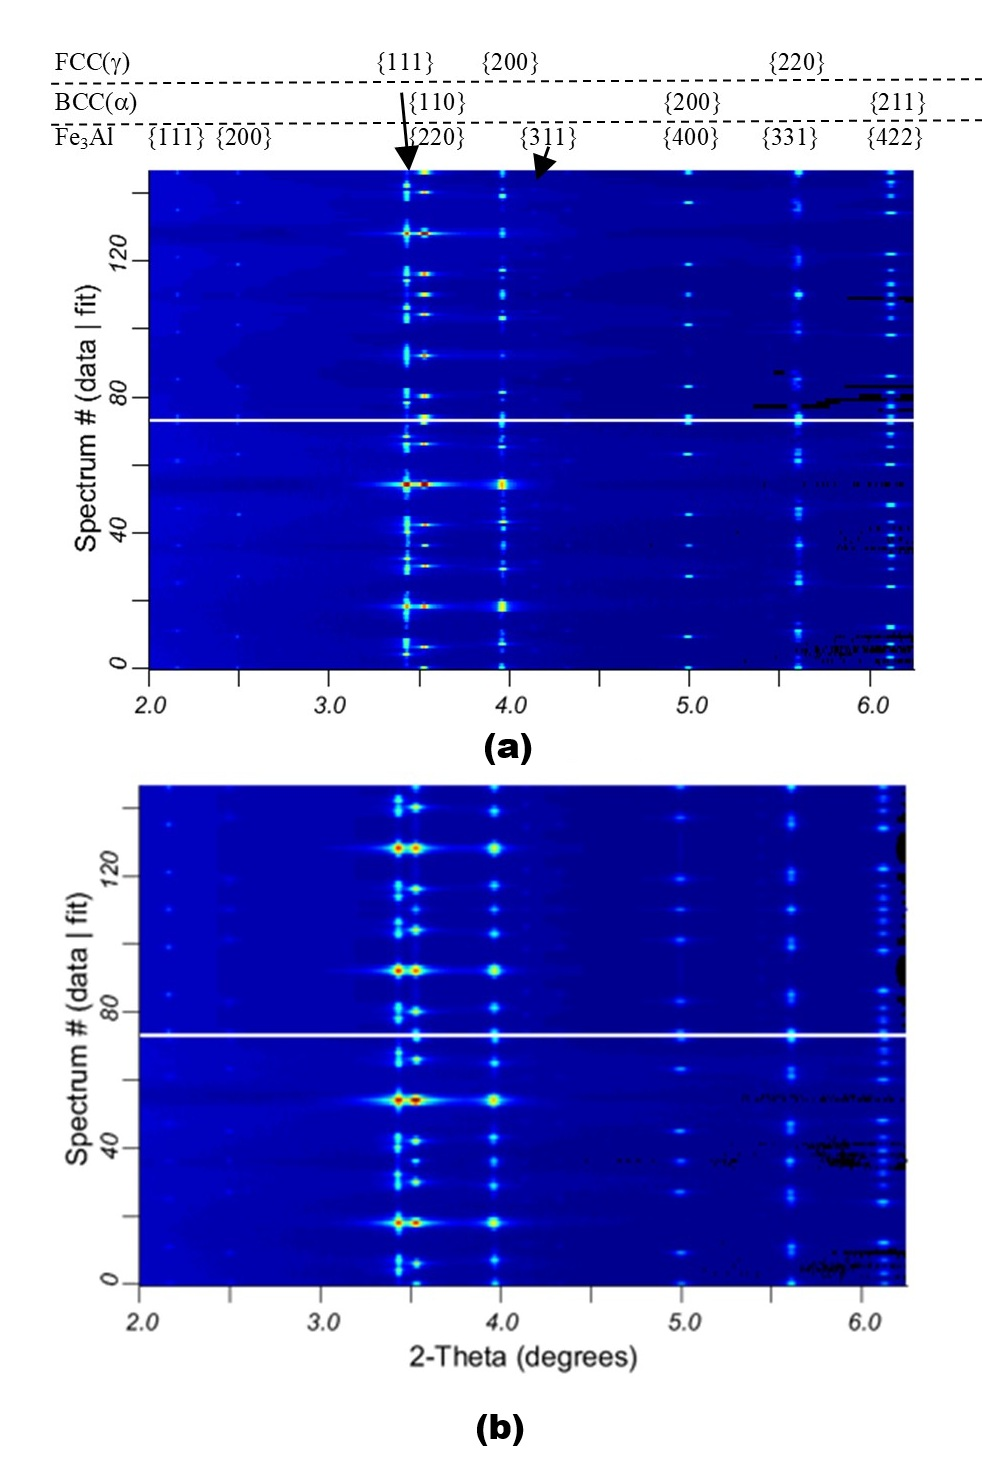 FCC(γ) {111} {200} {220}
BCC(α) {110} {200} {211}
Fe₃Al {111} {200} {220} {311} {400} {331} {422}
Spectrum # (data | fit)
120
80
40
0
2.0 3.0 4.0 5.0 6.0
(a)
Spectrum # (data | fit)
120
80
40
0
2.0 3.0 4.0 5.0 6.0
2-Theta (degrees)
(b)